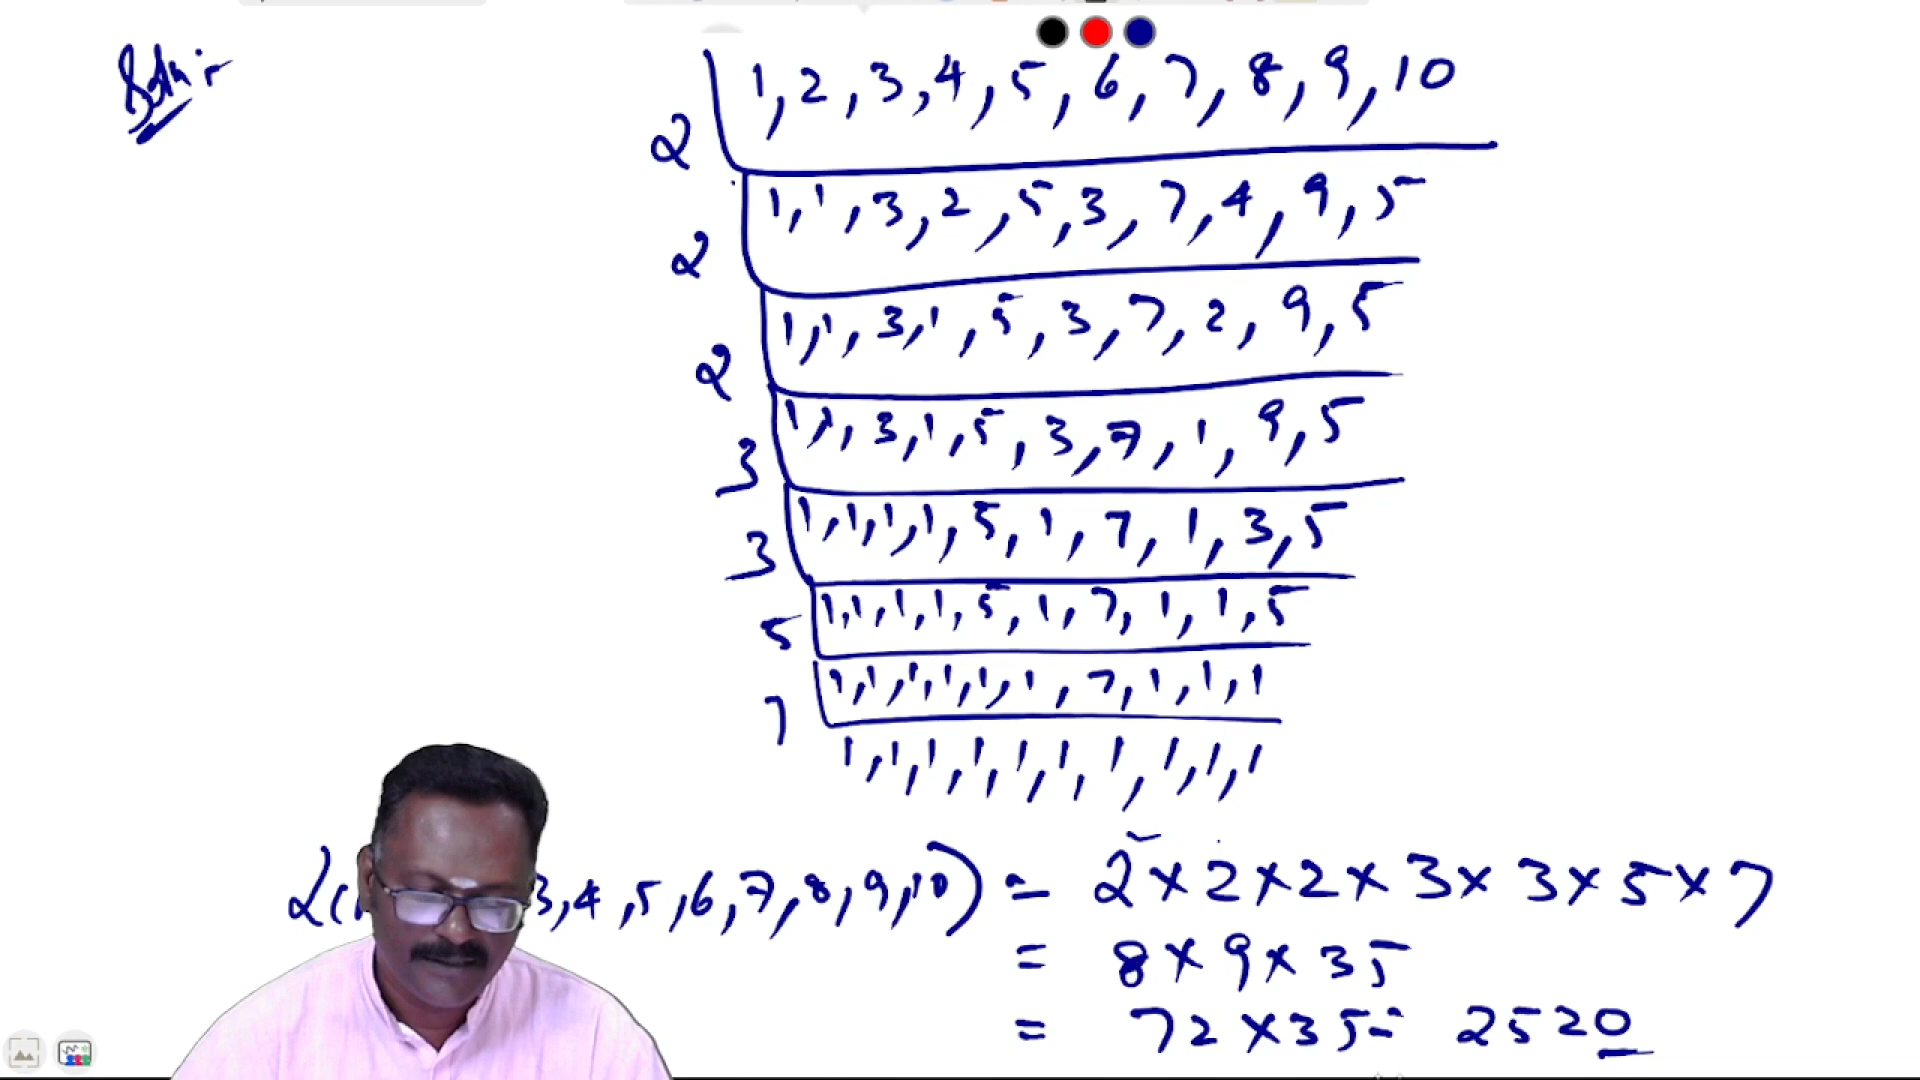 Soln :-
1, 2, 3, 4, 5, 6, 7, 8, 9, 10
2
1, 1, 3, 2, 5, 3, 7, 4, 9, 5
2
1, 1, 3, 1, 5, 3, 7, 2, 9, 5
2
1, 1, 3, 1, 5, 3, 7, 1, 9, 5
3
1, 1, 1, 1, 5, 1, 7, 1, 3, 5
3
1, 1, 1, 1, 5, 1, 7, 1, 1, 5
5
1, 1, 1, 1, 1, 1, 7, 1, 1, 1
7
1, 1, 1, 1, 1, 1, 1, 1, 1, 1
L(1 3, 4, 5, 6, 7, 8, 9, 10) = 2 × 2 × 2 × 3 × 3 × 5 × 7
= 8 × 9 × 35
= 72 × 35 = 2520